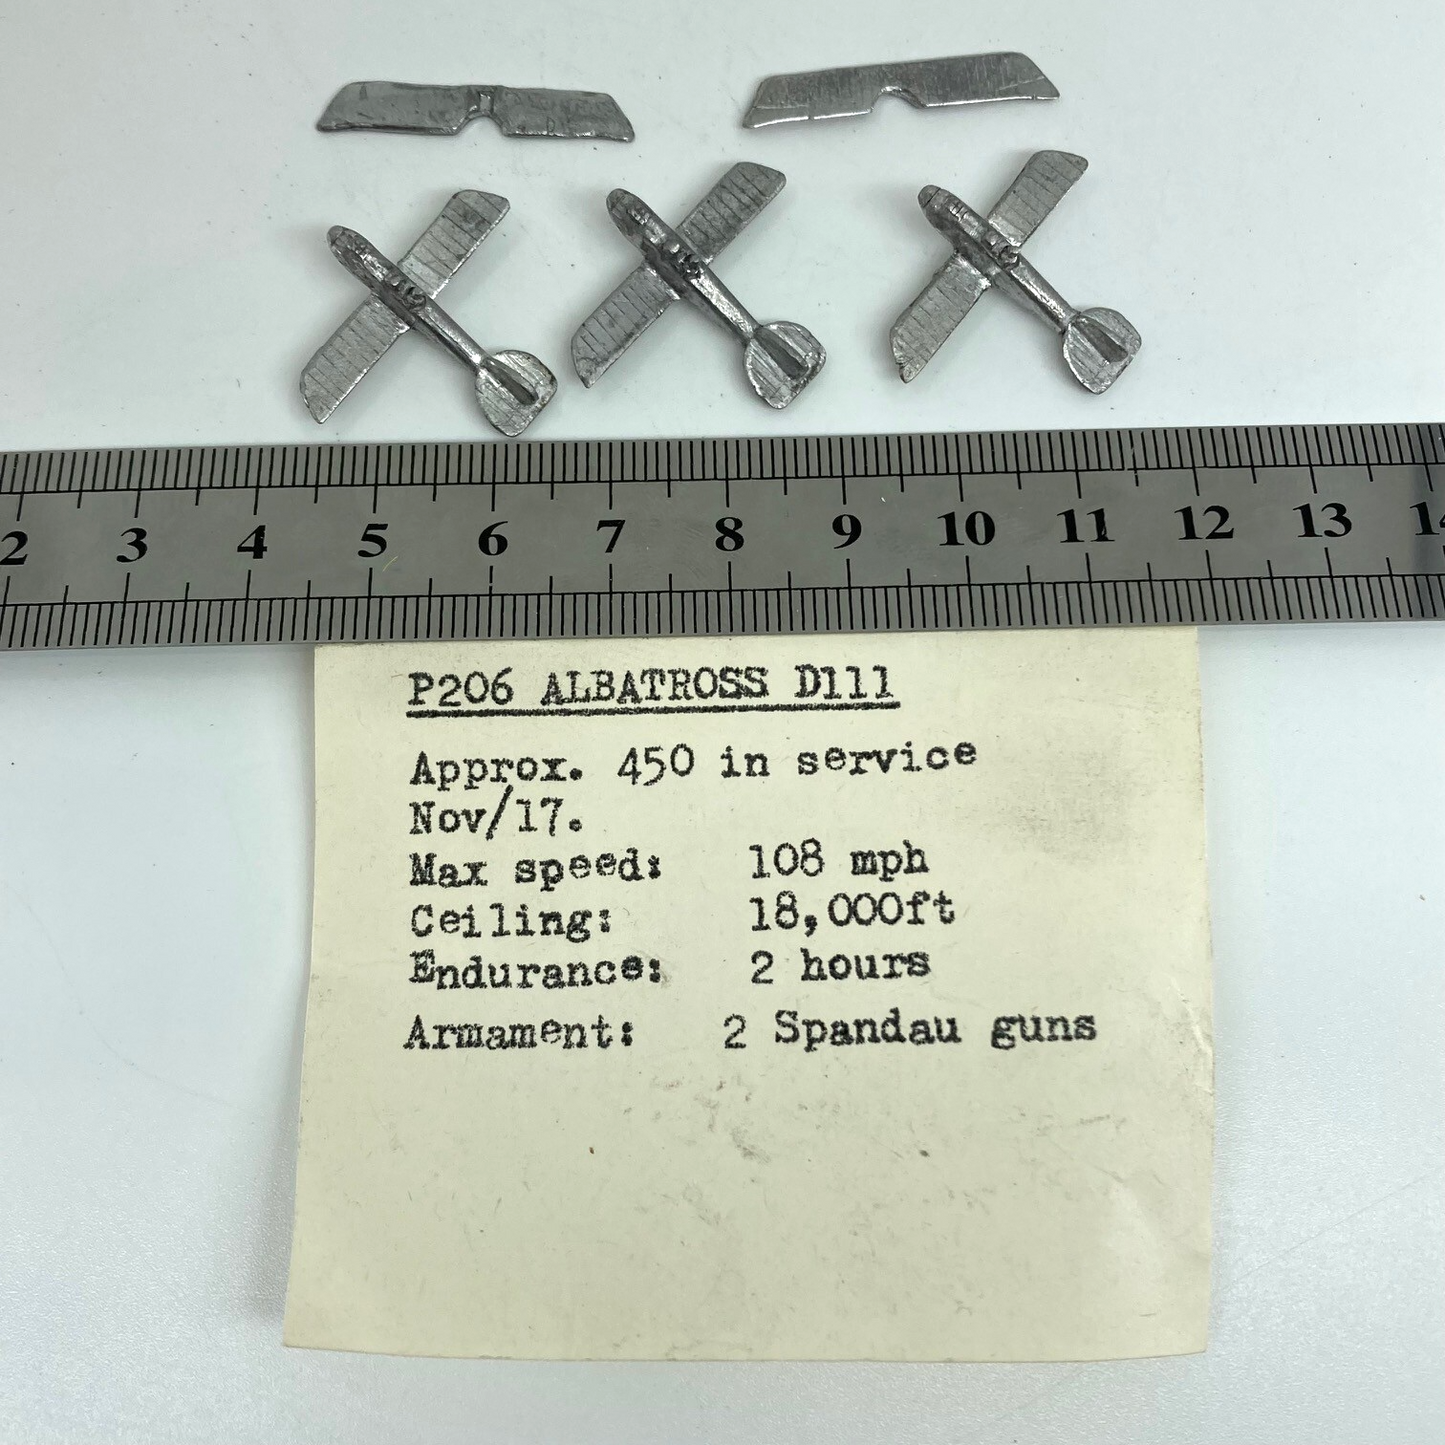 2 3 4 5 6 7 8 9 10 11 12 13 14
P206 ALBATROSS D111
Approx. 450 in service
Nov/17.
Max speed: 108 mph
Ceiling: 18,000ft
Endurance: 2 hours
Armament: 2 Spandau guns